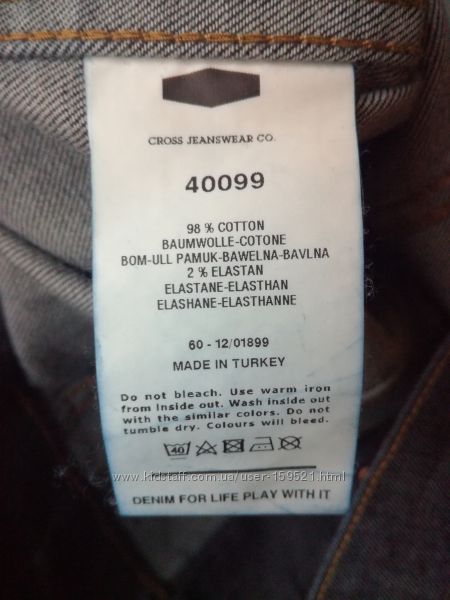 CROSS JEANSWEAR CO.
40099
98 % COTTON
BAUMWOLLE-COTONE
BOM-ULL PAMUK-BAWELNA-BAVLNA
2 % ELASTAN
ELASTANE-ELASTHAN
ELASHANE-ELASTHANNE
60 - 12/01899
MADE IN TURKEY
Do not bleach. Use warm iron
from inside out. Wash inside out
with the similar colors. Do not
tumble dry. Colours will bleed.
40
www.kidstaff.com.ua/user-159521.html
DENIM FOR LIFE PLAY WITH IT